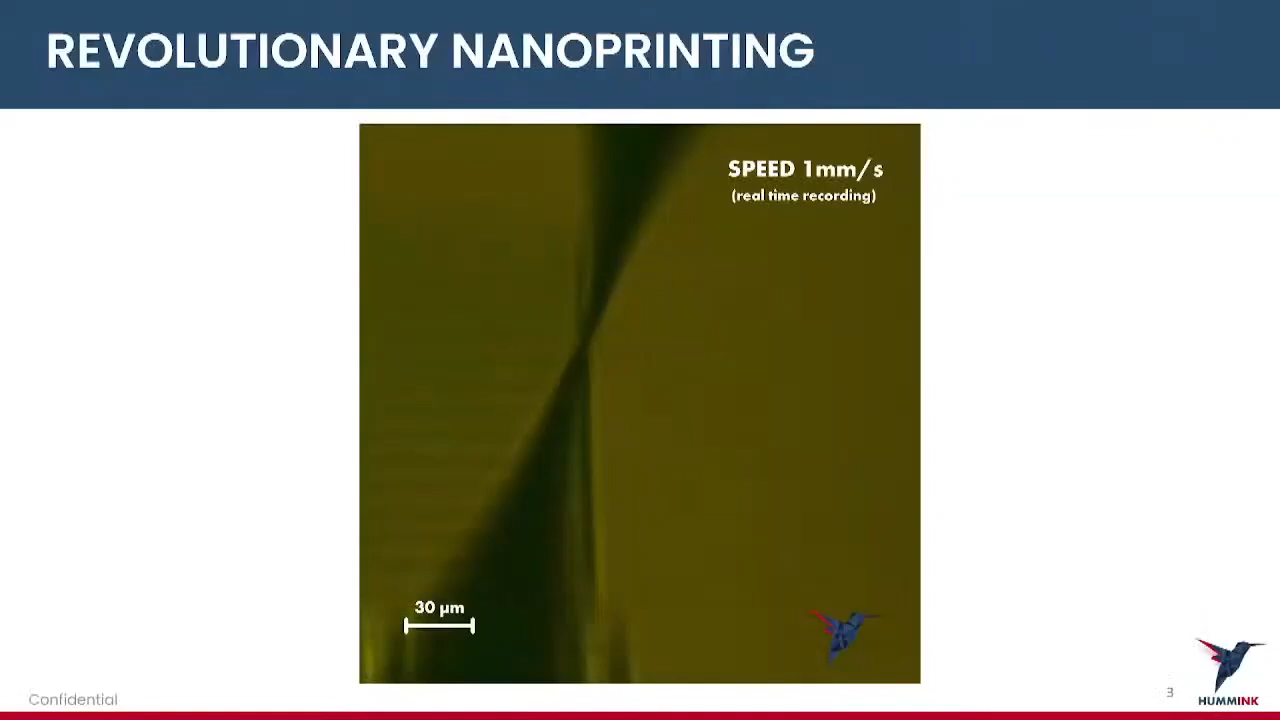 REVOLUTIONARY NANOPRINTING
SPEED 1mm/s
(real time recording)
30 µm
Confidential
3
HUMMINK